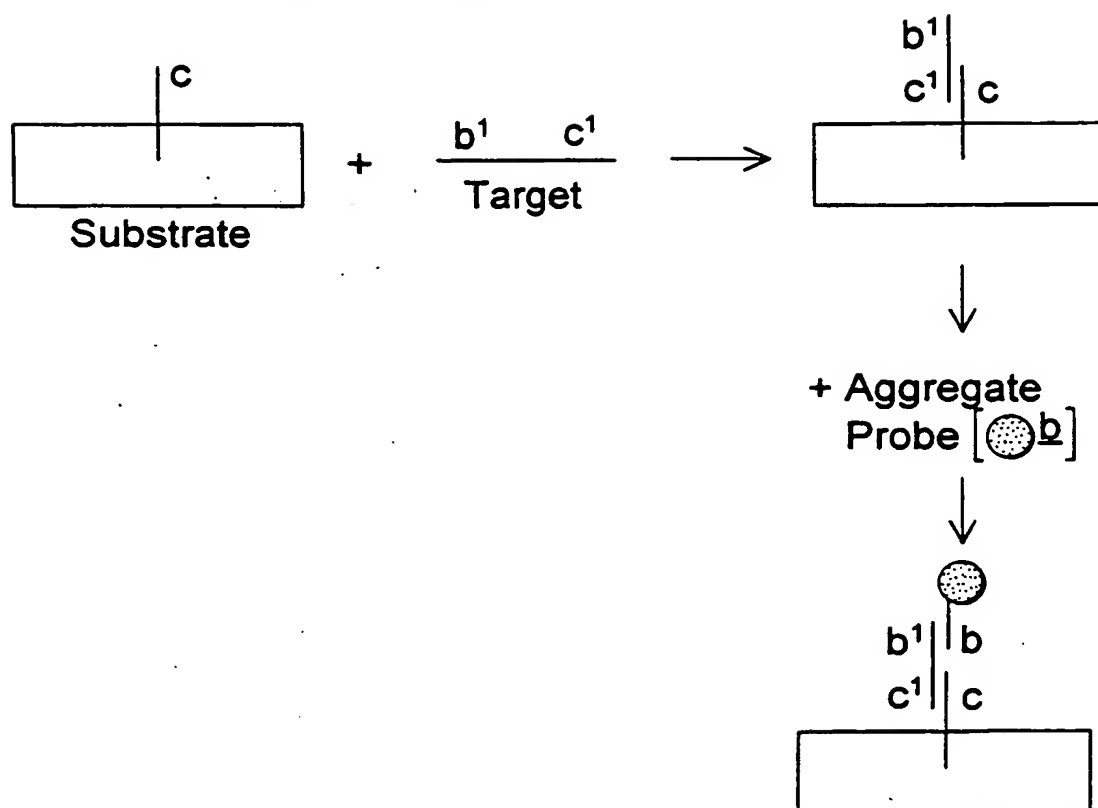 c
Substrate
+
b¹ c¹
Target
b¹
c¹ c
+ Aggregate
Probe [b]
b¹ b
c¹ c